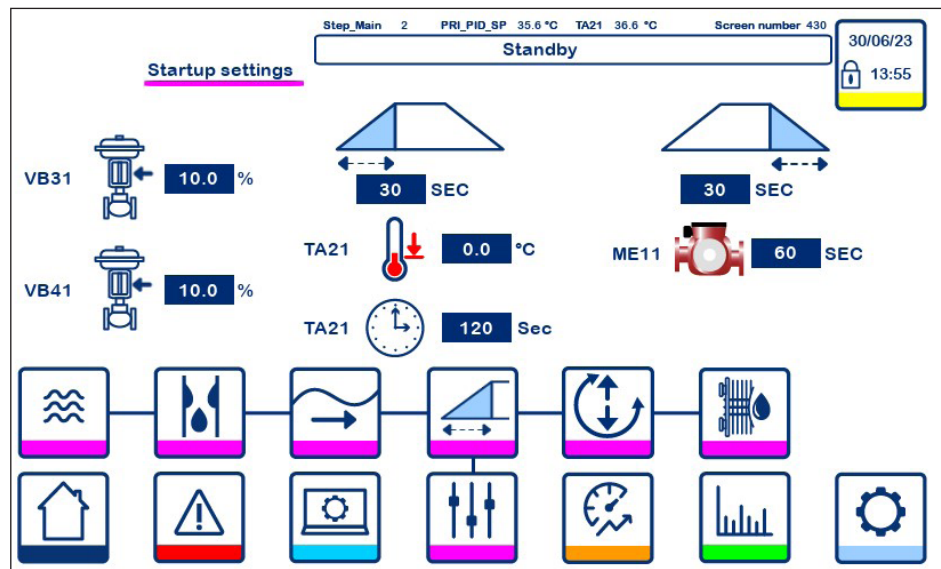 Step_Main 2 PRI_PID_SP 35.6 °C TA21 36.6 °C Screen number 430
Standby
30/06/23
13:55
Startup settings
VB31 10.0 %
30 SEC
30 SEC
TA21 0.0 °C
ME11 60 SEC
VB41 10.0 %
TA21 120 Sec